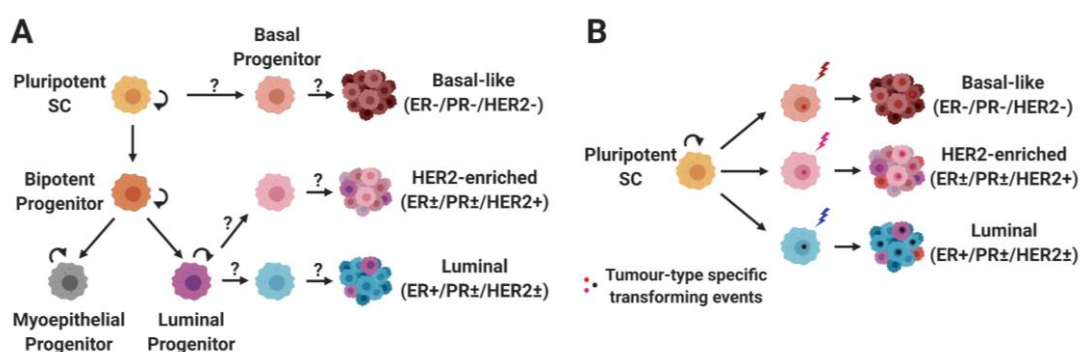 A
Pluripotent
SC
?
Basal
Progenitor
?
Basal-like
(ER-/PR-/HER2-)
Bipotent
Progenitor
?
?
HER2-enriched
(ER±/PR±/HER2+)
?
?
Luminal
(ER+/PR±/HER2±)
Myoepithelial
Progenitor
Luminal
Progenitor
B
Pluripotent
SC
Basal-like
(ER-/PR-/HER2-)
HER2-enriched
(ER±/PR±/HER2+)
Luminal
(ER+/PR±/HER2±)
Tumour-type specific
transforming events